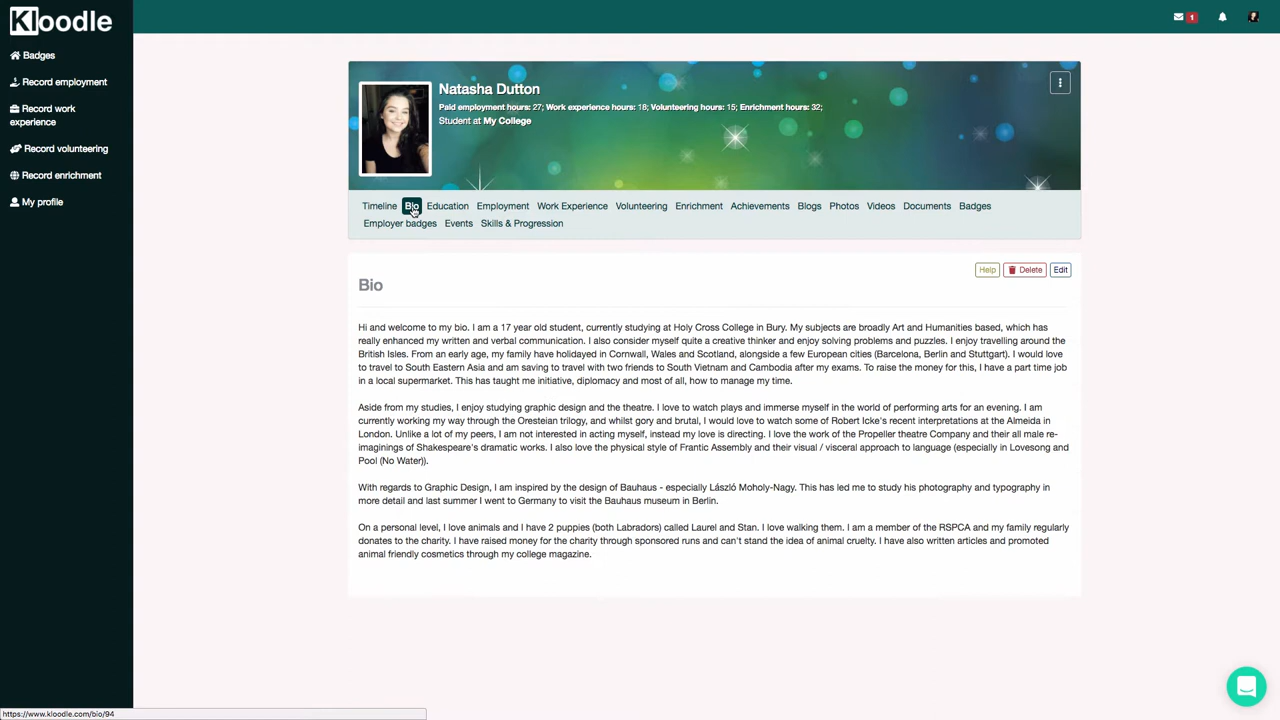 Kloodle
1
Badges
Record employment
Record work
experience
Record volunteering
Record enrichment
My profile
Natasha Dutton
Paid employment hours: 27; Work experience hours: 18; Volunteering hours: 15; Enrichment hours: 32;
Student at My College
Timeline Bio Education Employment Work Experience Volunteering Enrichment Achievements Blogs Photos Videos Documents Badges
Employer badges Events Skills & Progression
Help Delete Edit
Bio
Hi and welcome to my bio. I am a 17 year old student, currently studying at Holy Cross College in Bury. My subjects are broadly Art and Humanities based, which has
really enhanced my written and verbal communication. I also consider myself quite a creative thinker and enjoy solving problems and puzzles. I enjoy travelling around the
British Isles. From an early age, my family have holidayed in Cornwall, Wales and Scotland, alongside a few European cities (Barcelona, Berlin and Stuttgart). I would love
to travel to South Eastern Asia and am saving to travel with two friends to South Vietnam and Cambodia after my exams. To raise the money for this, I have a part time job
in a local supermarket. This has taught me initiative, diplomacy and most of all, how to manage my time.
Aside from my studies, I enjoy studying graphic design and the theatre. I love to watch plays and immerse myself in the world of performing arts for an evening. I am
currently working my way through the Oresteian trilogy, and whilst gory and brutal, I would love to watch some of Robert Icke's recent interpretations at the Almeida in
London. Unlike a lot of my peers, I am not interested in acting myself, instead my love is directing. I love the work of the Propeller theatre Company and their all male re-
imaginings of Shakespeare's dramatic works. I also love the physical style of Frantic Assembly and their visual / visceral approach to language (especially in Lovesong and
Pool (No Water)).
With regards to Graphic Design, I am inspired by the design of Bauhaus - especially László Moholy-Nagy. This has led me to study his photography and typography in
more detail and last summer I went to Germany to visit the Bauhaus museum in Berlin.
On a personal level, I love animals and I have 2 puppies (both Labradors) called Laurel and Stan. I love walking them. I am a member of the RSPCA and my family regularly
donates to the charity. I have raised money for the charity through sponsored runs and can't stand the idea of animal cruelty. I have also written articles and promoted
animal friendly cosmetics through my college magazine.
https://www.kloodle.com/bio/94